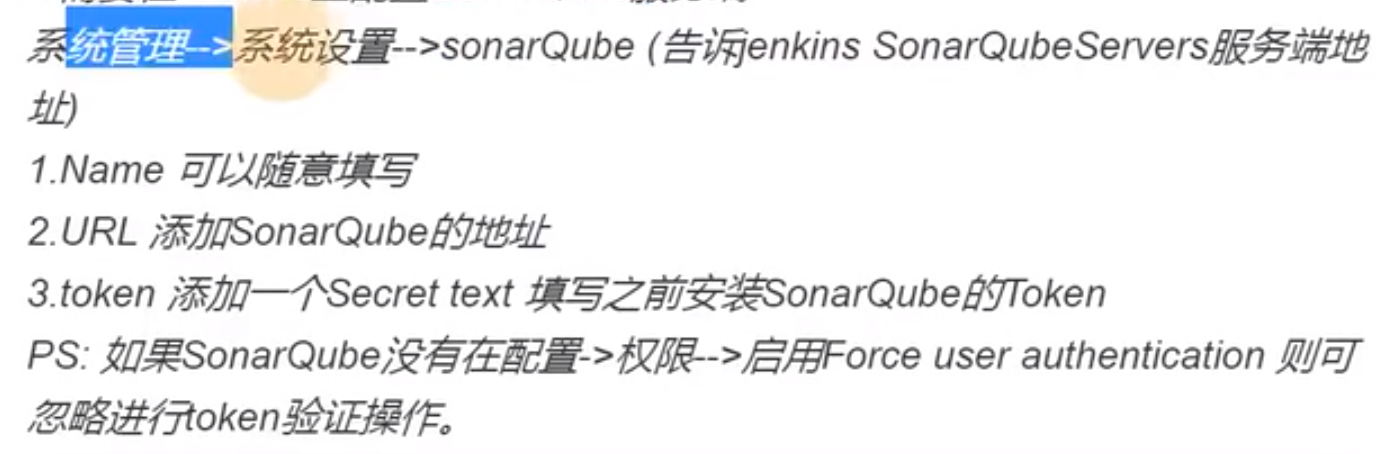 系统管理-->系统设置-->sonarQube (告诉jenkins SonarQubeServers服务端地
址)
1.Name 可以随意填写
2.URL 添加SonarQube的地址
3.token 添加一个Secret text 填写之前安装SonarQube的Token
PS: 如果SonarQube没有在配置->权限-->启用Force user authentication 则可
忽略进行token验证操作。